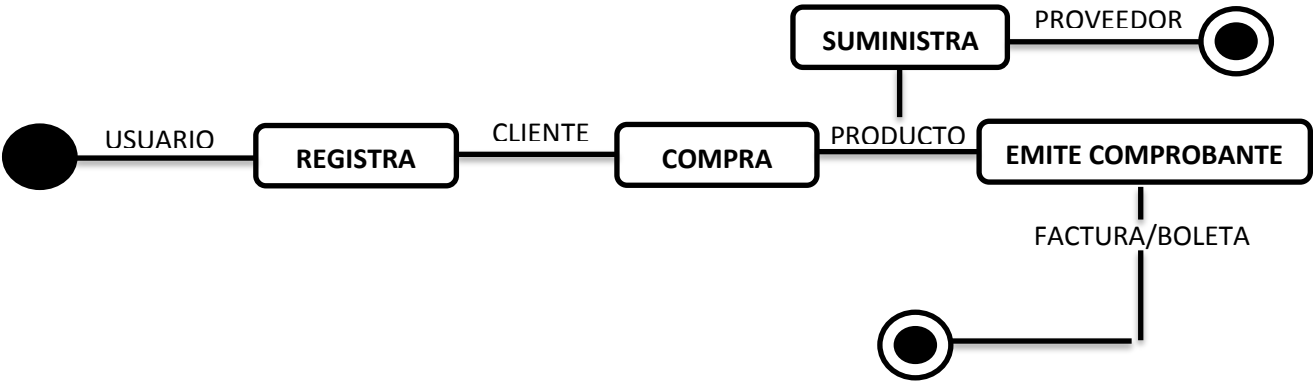 PROVEEDOR
SUMINISTRA
USUARIO
REGISTRA
CLIENTE
COMPRA
PRODUCTO
EMITE COMPROBANTE
FACTURA/BOLETA